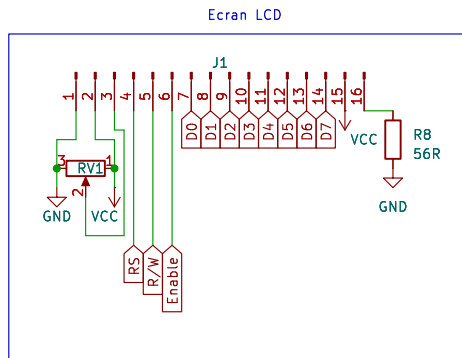 Ecran LCD
J1
1 2 3 4 5 6 7 8 9 10 11 12 13 14 15 16
D0 D1 D2 D3 D4 D5 D6 D7
VCC
R8
56R
3 RV1 1
2
GND VCC
GND
RS R/W Enable